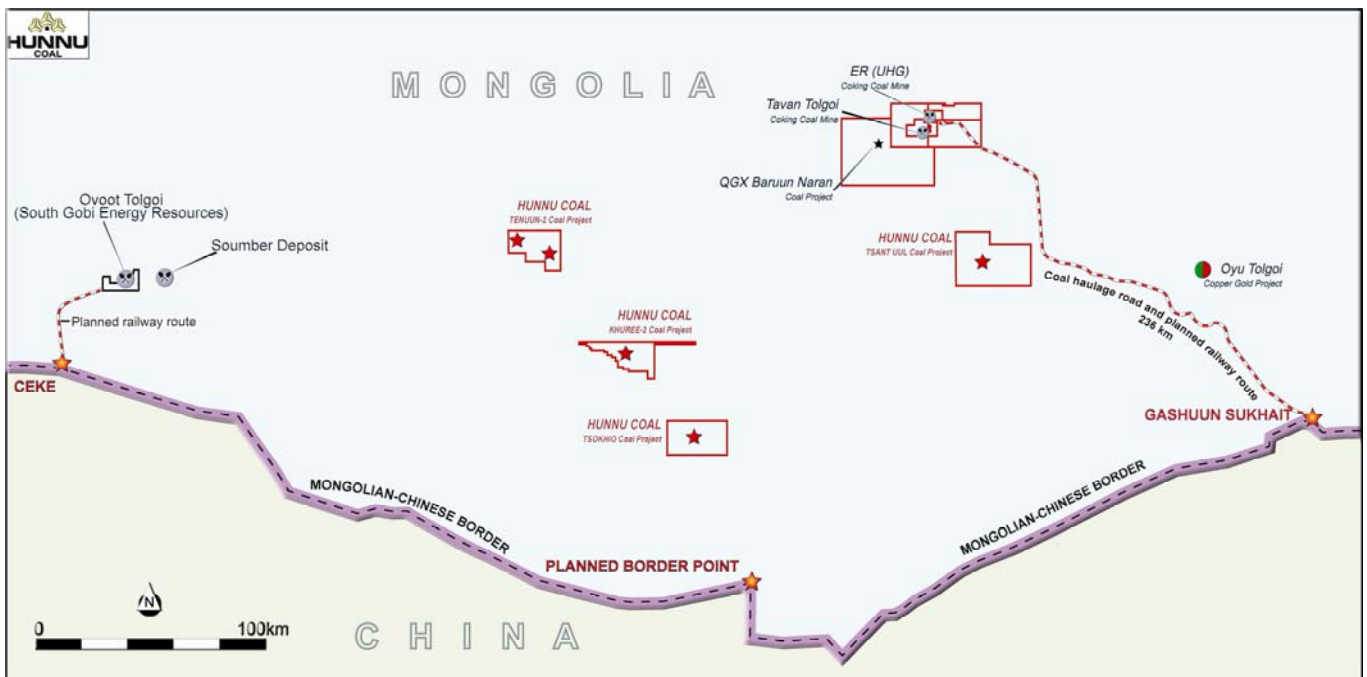 HUNNU
COAL
MONGOLIA
ER (UHG)
Coking Coal Mine
Tavan Tolgoi
Coking Coal Mine
QGX Baruun Naran
Coal Project
Ovoot Tolgoi
(South Gobi Energy Resources)
Soumber Deposit
HUNNU COAL
TENUUN-2 Coal Project
HUNNU COAL
TSANT UUL Coal Project
Oyu Tolgoi
Copper Gold Project
Coal haulage road and planned railway route
236 km
Planned railway route
HUNNU COAL
KHUREE-2 Coal Project
CEKE
HUNNU COAL
TSOKHIO Coal Project
GASHUUN SUKHAIT
MONGOLIAN-CHINESE BORDER
MONGOLIAN-CHINESE BORDER
PLANNED BORDER POINT
N
0 100km
CHINA